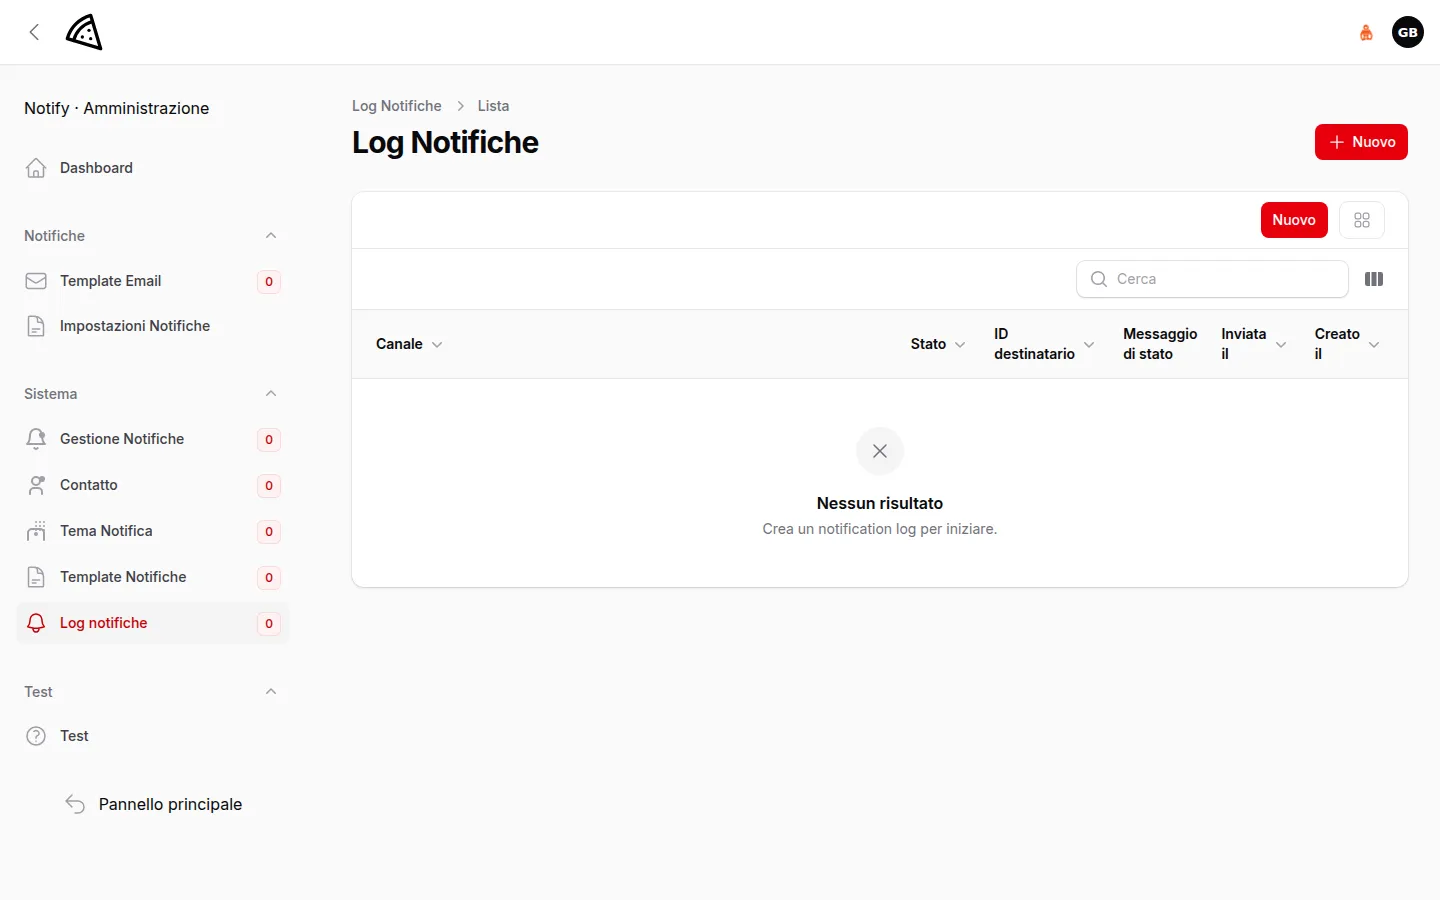 GB
Notify · Amministrazione
Dashboard
Notifiche
Template Email 0
Impostazioni Notifiche
Sistema
Gestione Notifiche 0
Contatto 0
Tema Notifica 0
Template Notifiche 0
Log notifiche 0
Test
Test
Pannello principale
Log Notifiche Lista
Log Notifiche
Nuovo
Nuovo
Cerca
Canale
Stato
ID
destinatario
Messaggio
di stato
Inviata
il
Creato
il
Nessun risultato
Crea un notification log per iniziare.